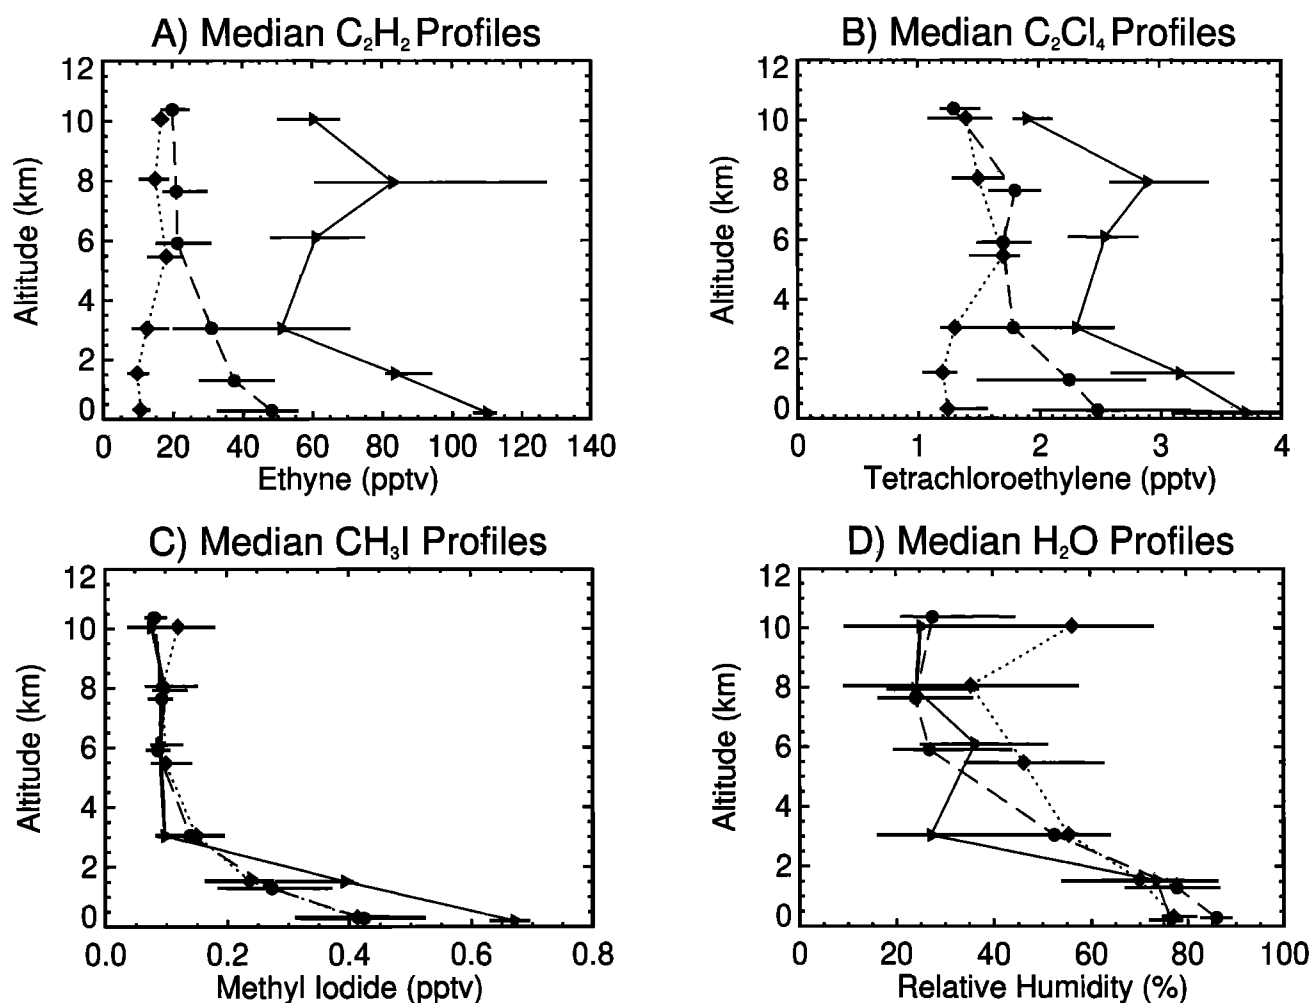 A) Median C₂H₂ Profiles
12
10
8
6
4
2
0
Altitude (km)
0 20 40 60 80 100 120 140
Ethyne (pptv)
B) Median C₂Cl₄ Profiles
12
10
8
6
4
2
0
Altitude (km)
0 1 2 3 4
Tetrachloroethylene (pptv)
C) Median CH₃I Profiles
12
10
8
6
4
2
0
Altitude (km)
0.0 0.2 0.4 0.6 0.8
Methyl Iodide (pptv)
D) Median H₂O Profiles
12
10
8
6
4
2
0
Altitude (km)
0 20 40 60 80 100
Relative Humidity (%)